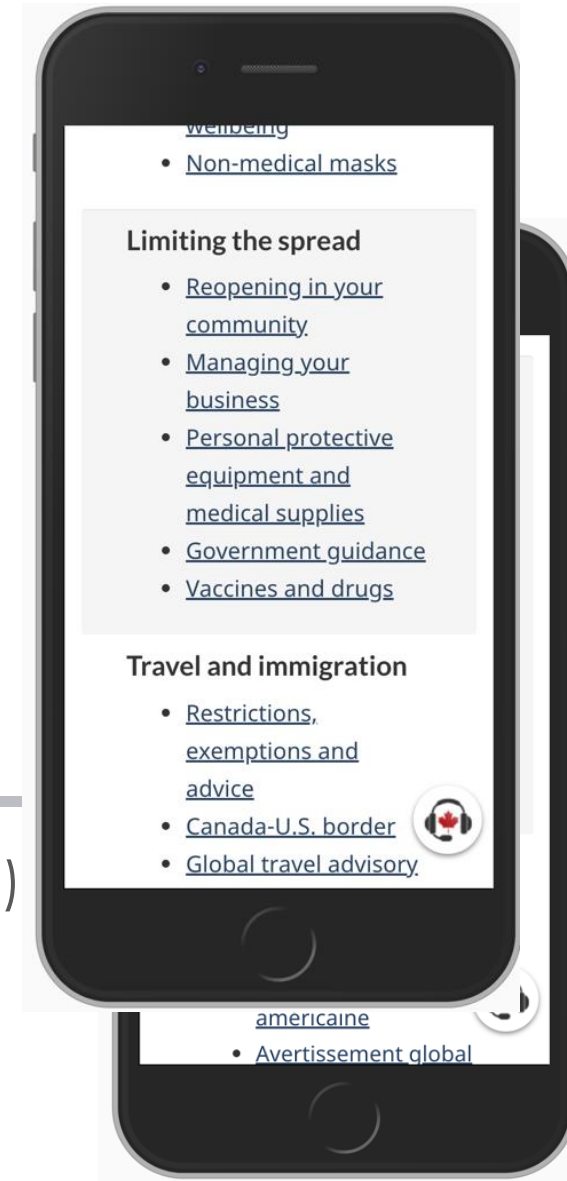 wellbeing
Non-medical masks
Limiting the spread
Reopening in your
community
Managing your
business
Personal protective
equipment and
medical supplies
Government guidance
Vaccines and drugs
Travel and immigration
Restrictions,
exemptions and
advice
Canada-U.S. border
Global travel advisory
)
américaine
Avertissement global